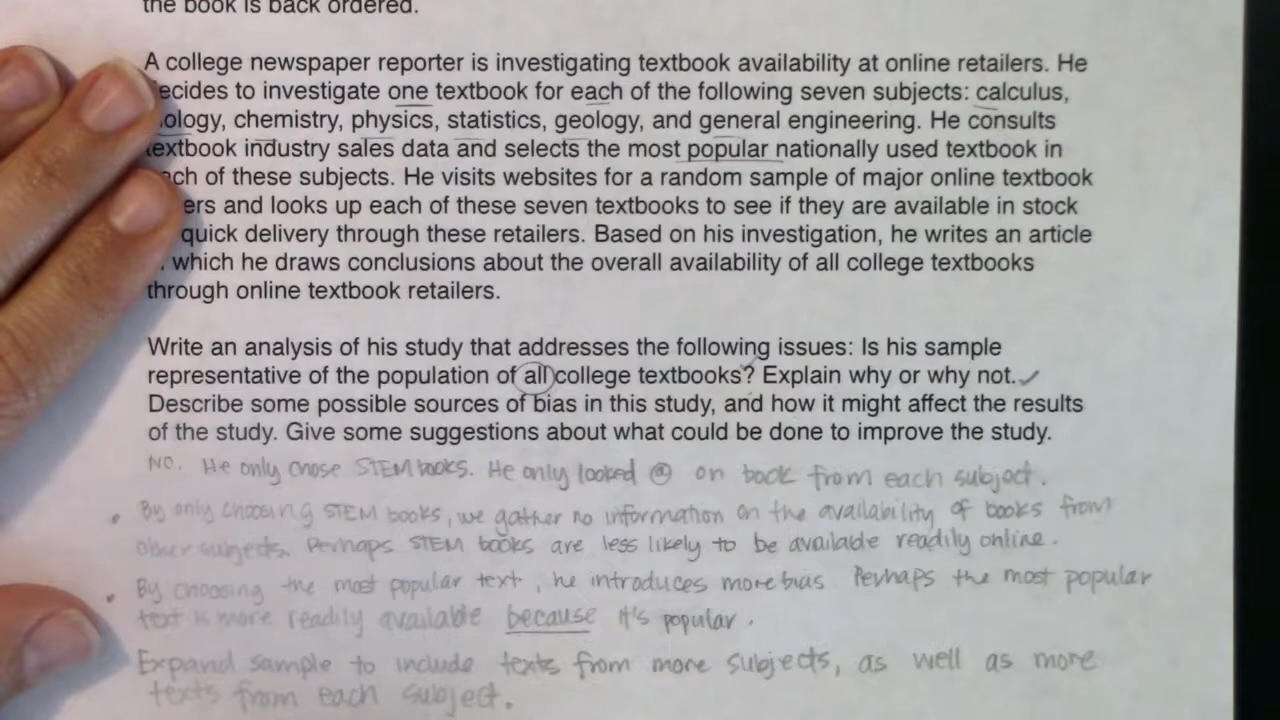 the book is back ordered.
A college newspaper reporter is investigating textbook availability at online retailers. He
ecides to investigate one textbook for each of the following seven subjects: calculus,
ology, chemistry, physics, statistics, geology, and general engineering. He consults
extbook industry sales data and selects the most popular nationally used textbook in
ach of these subjects. He visits websites for a random sample of major online textbook
ers and looks up each of these seven textbooks to see if they are available in stock
quick delivery through these retailers. Based on his investigation, he writes an article
which he draws conclusions about the overall availability of all college textbooks
through online textbook retailers.
Write an analysis of his study that addresses the following issues: Is his sample
representative of the population of all college textbooks? Explain why or why not.✓
Describe some possible sources of bias in this study, and how it might affect the results
of the study. Give some suggestions about what could be done to improve the study.
NO. He only chose STEM books. He only looked @ on book from each subject.
• By only choosing STEM books, we gather no information on the availability of books from
other subjects. Perhaps STEM books are less likely to be available readily online.
• By choosing the most popular text, he introduces more bias. Perhaps the most popular
text is more readily available because it's popular.
Expand sample to include texts from more subjects, as well as more
texts from each subject.